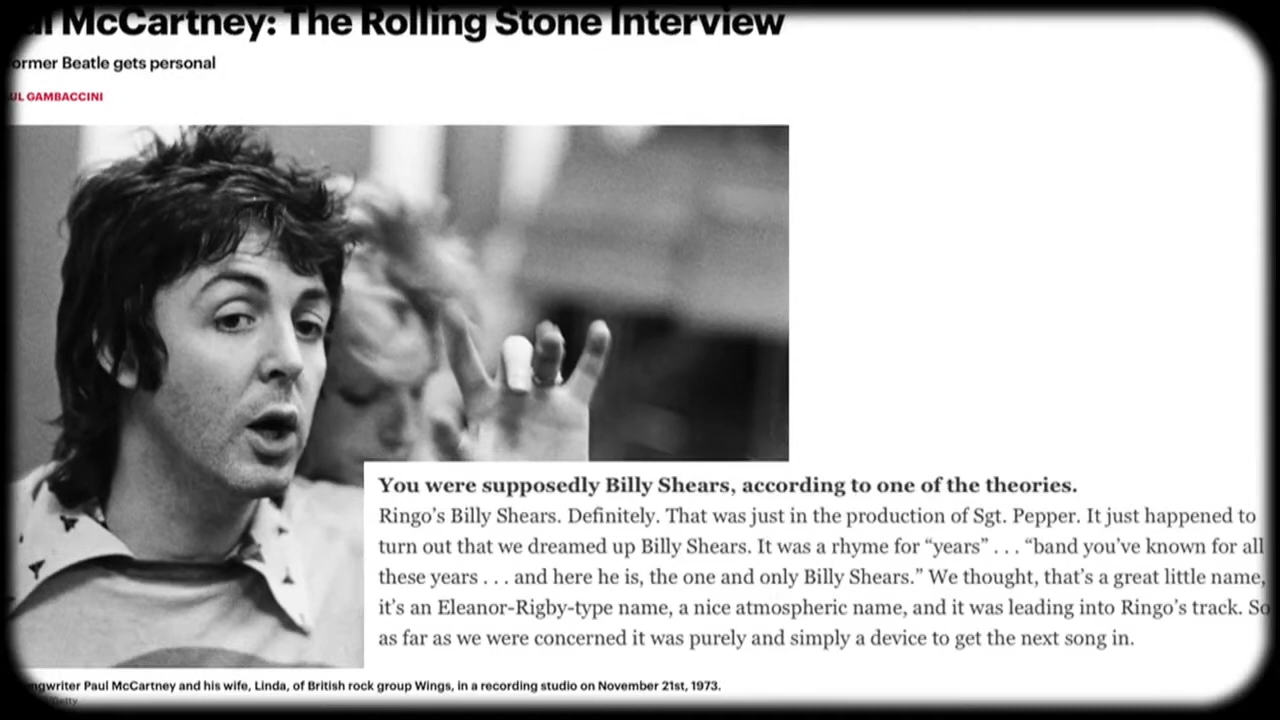 McCartney: The Rolling Stone Interview
ormer Beatle gets personal
UL GAMBACCINI
You were supposedly Billy Shears, according to one of the theories.
Ringo’s Billy Shears. Definitely. That was just in the production of Sgt. Pepper. It just happened to
turn out that we dreamed up Billy Shears. It was a rhyme for “years” . . . “band you’ve known for all
these years . . . and here he is, the one and only Billy Shears.” We thought, that’s a great little name,
it’s an Eleanor-Rigby-type name, a nice atmospheric name, and it was leading into Ringo’s track. So
as far as we were concerned it was purely and simply a device to get the next song in.
ngwriter Paul McCartney and his wife, Linda, of British rock group Wings, in a recording studio on November 21st, 1973.